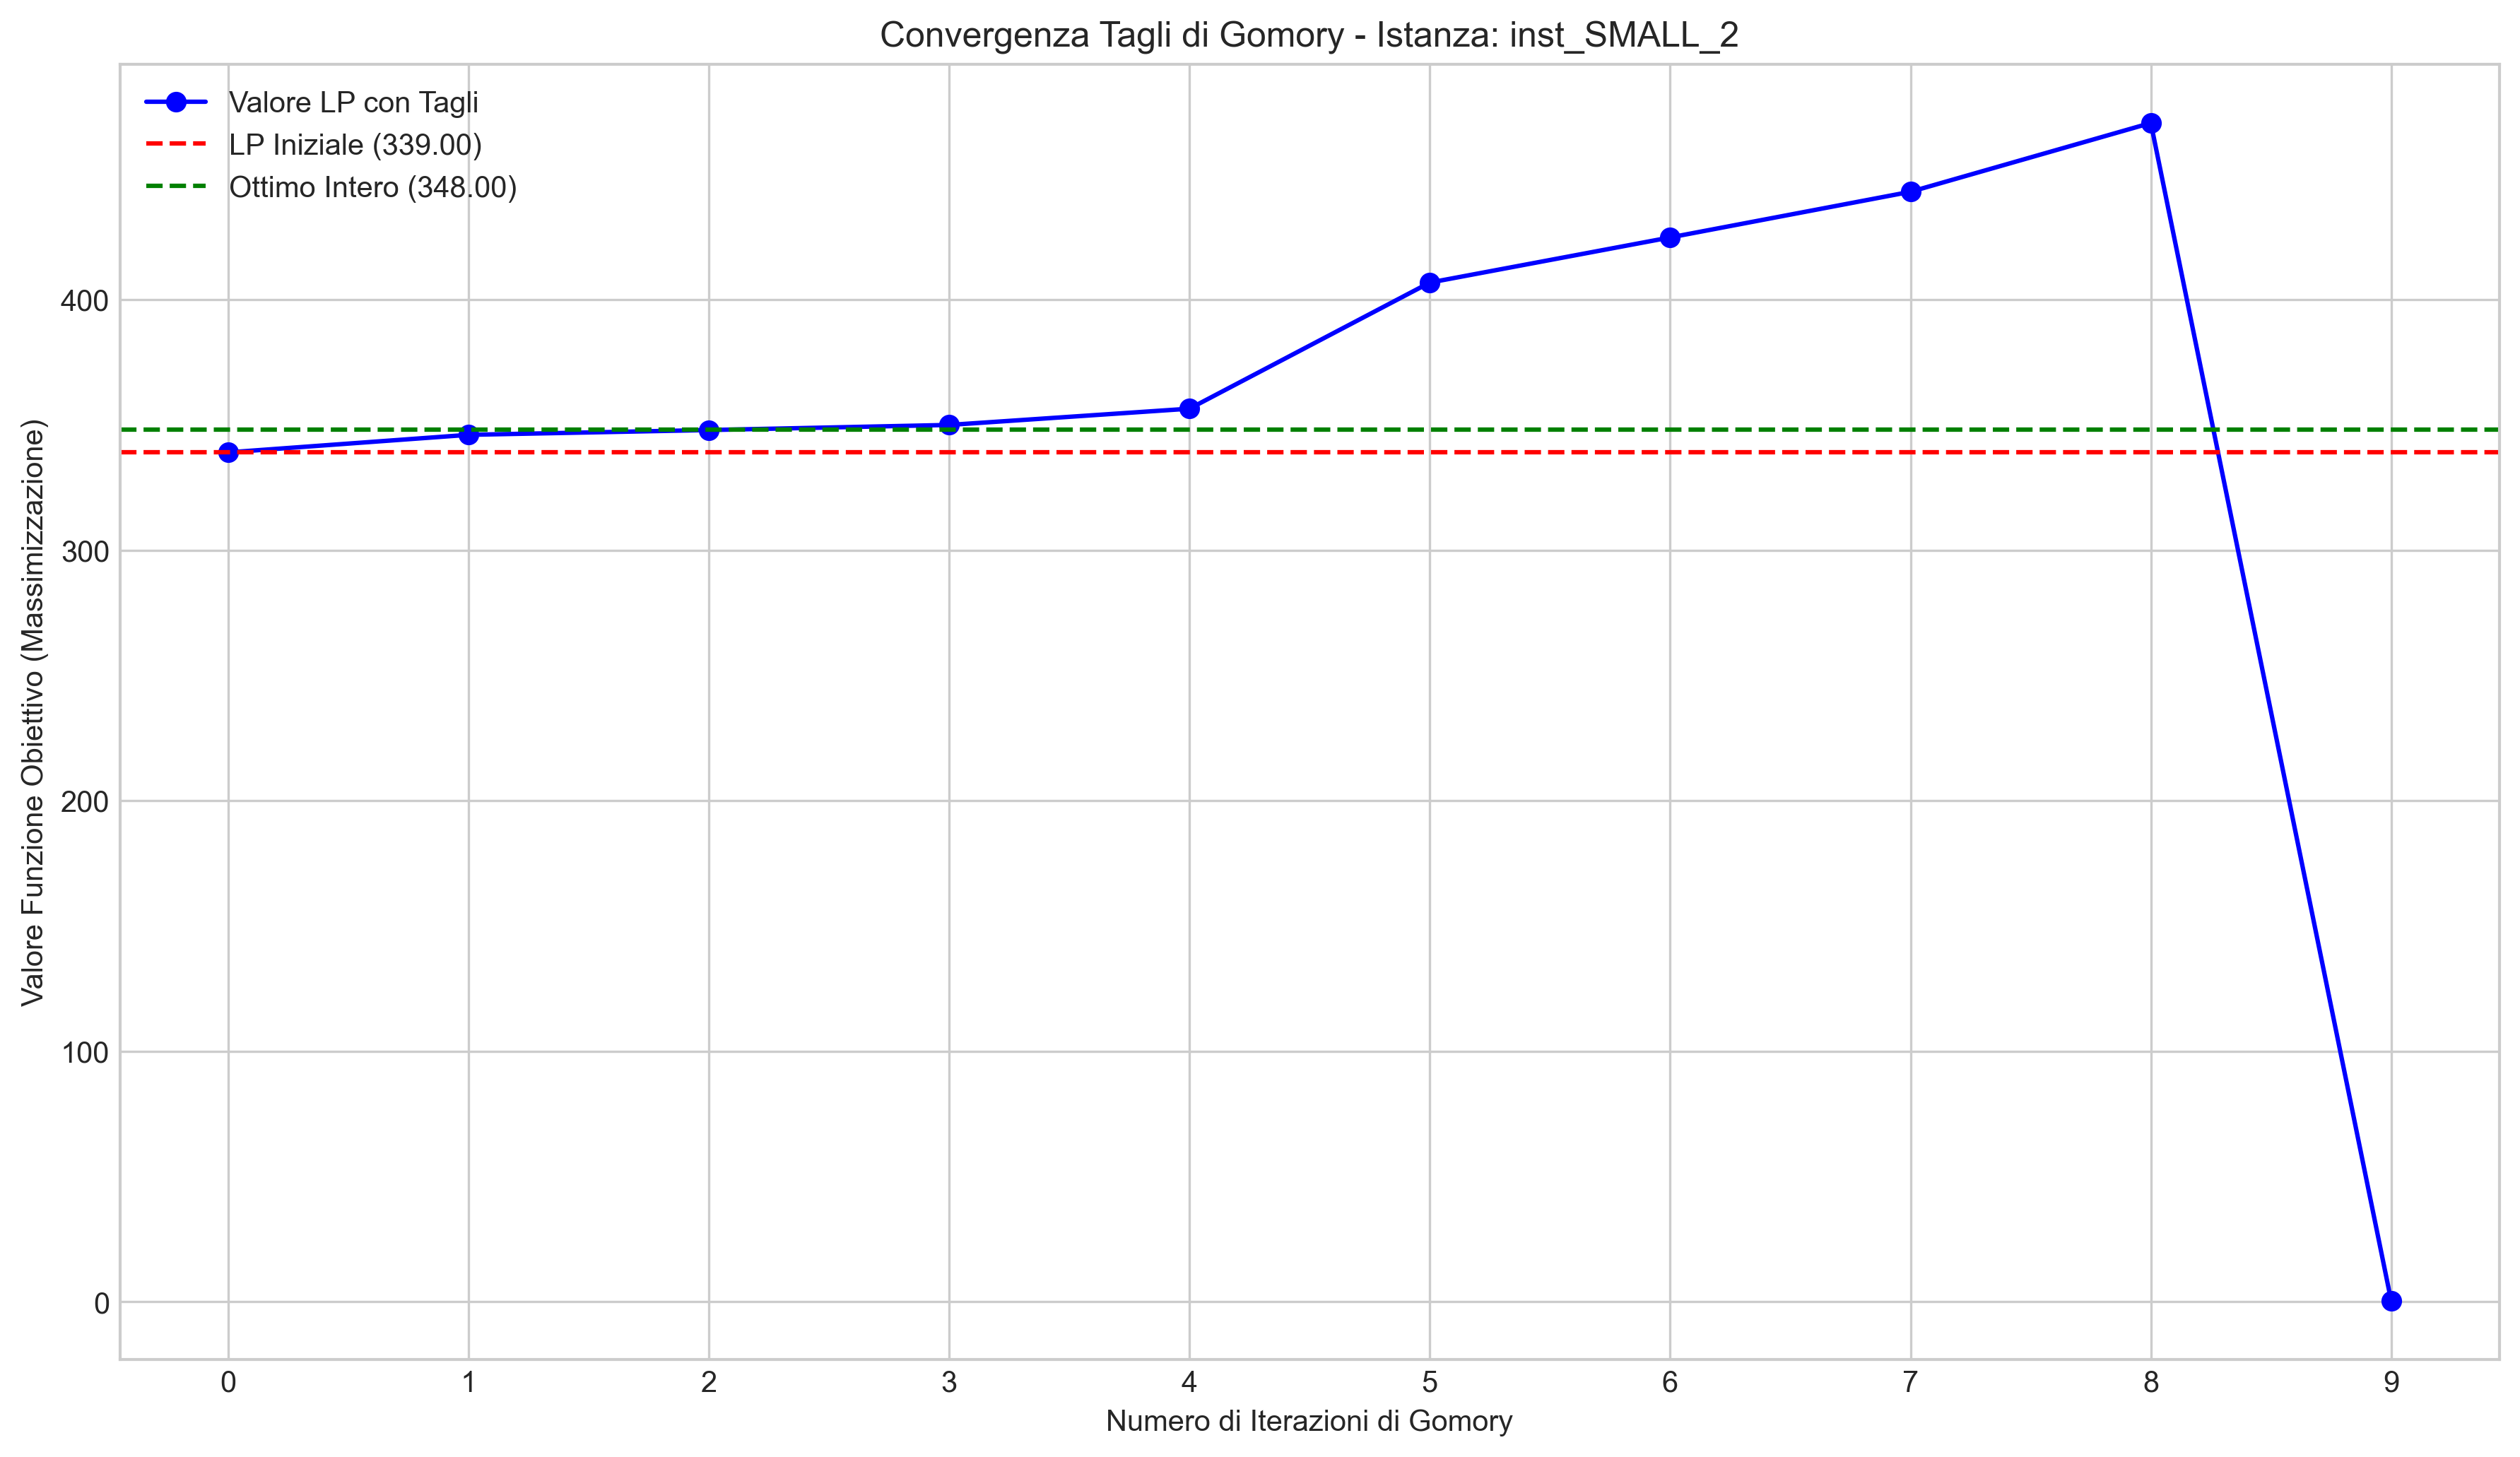 Convergenza Tagli di Gomory - Istanza: inst_SMALL_2
Valore LP con Tagli
LP Iniziale (339.00)
Ottimo Intero (348.00)
Valore Funzione Obiettivo (Massimizzazione)
400
300
200
100
0
0 1 2 3 4 5 6 7 8 9
Numero di Iterazioni di Gomory